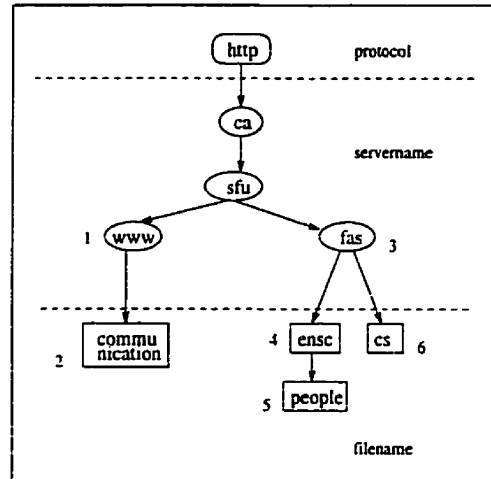 http
protocol
ca
servername
sfu
1
www
fas
3
commu
nication
2
4
ensc
cs
6
people
5
filename